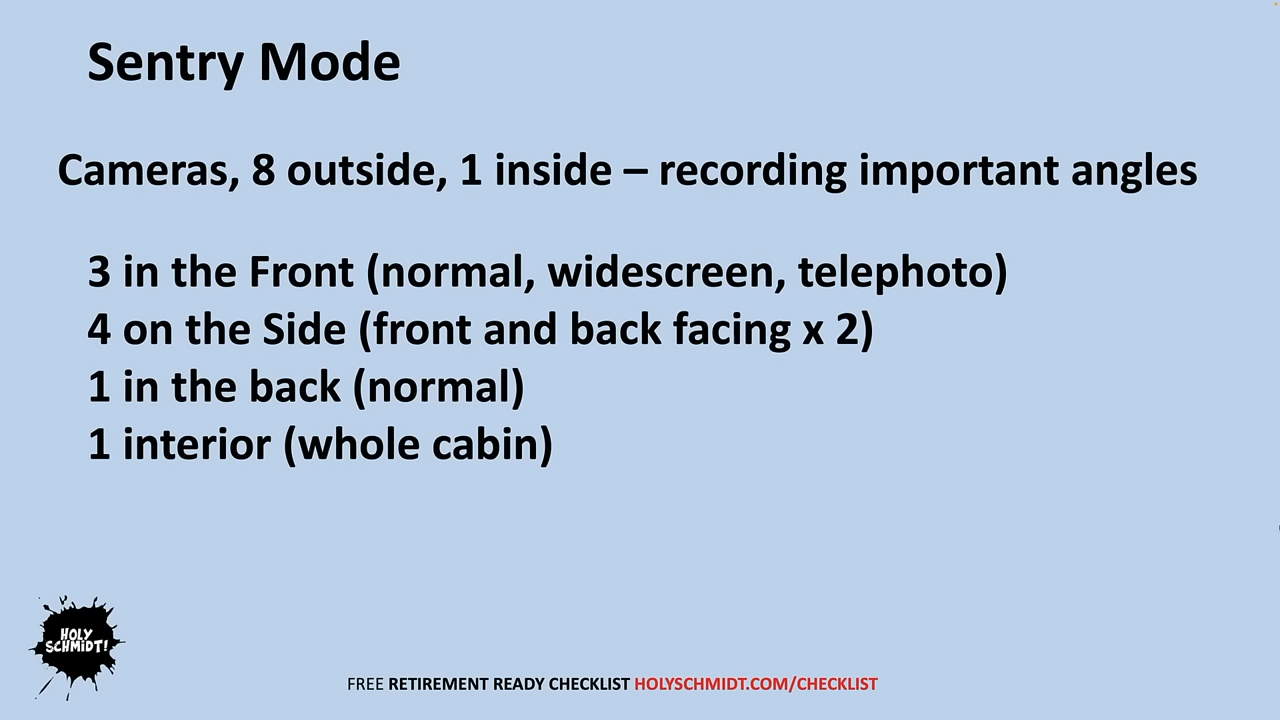 Sentry Mode
Cameras, 8 outside, 1 inside – recording important angles
3 in the Front (normal, widescreen, telephoto)
4 on the Side (front and back facing x 2)
1 in the back (normal)
1 interior (whole cabin)
HOLY
SCHMiDT!
FREE RETIREMENT READY CHECKLIST HOLYSCHMIDT.COM/CHECKLIST